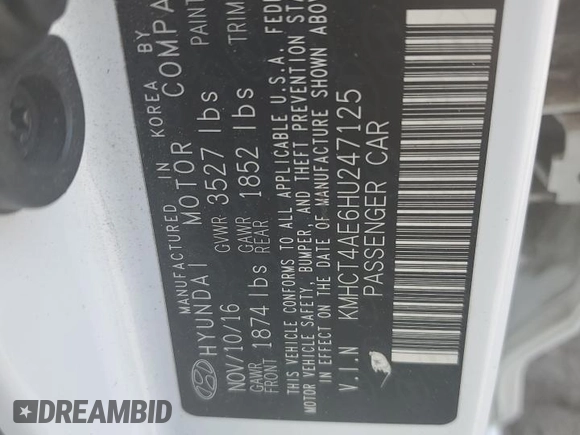 MANUFACTURED IN KOREA BY
HYUNDAI MOTOR COMPA
NOV/10/16 GVWR 3527 lbs PAINT
GAWR FRONT 1874 lbs GAWR REAR 1852 lbs TRIM
THIS VEHICLE CONFORMS TO ALL APPLICABLE U.S.A. FEDE
MOTOR VEHICLE SAFETY, BUMPER, AND THEFT PREVENTION STA
IN EFFECT ON THE DATE OF MANUFACTURE SHOWN ABOV
V.I.N KMHCT4AE6HU247125
PASSENGER CAR
DREAMBID